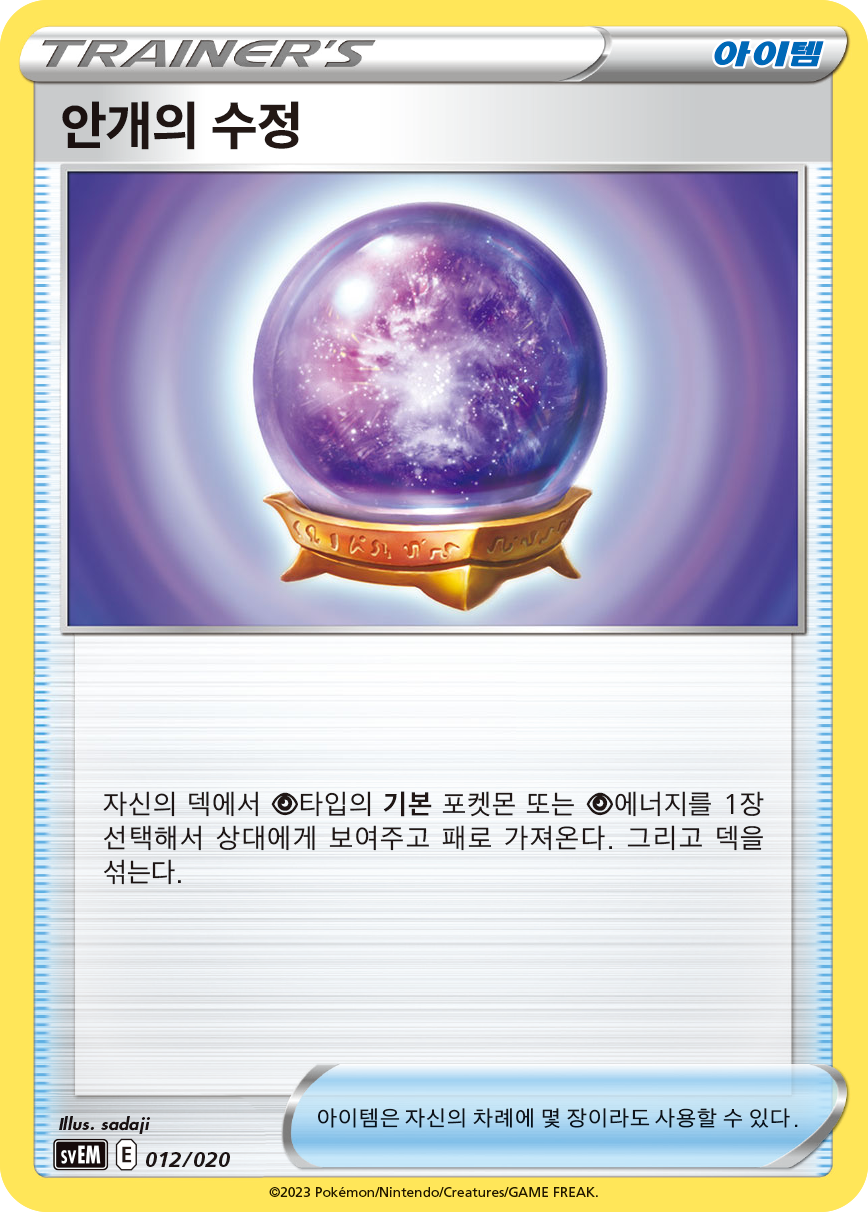 TRAINER'S
아이템
안개의 수정
자신의 덱에서 타입의 기본 포켓몬 또는 에너지를 1장
선택해서 상대에게 보여주고 패로 가져온다. 그리고 덱을
섞는다.
아이템은 자신의 차례에 몇 장이라도 사용할 수 있다.
Illus. sadaji
svEM E 012/020
©2023 Pokémon/Nintendo/Creatures/GAME FREAK.